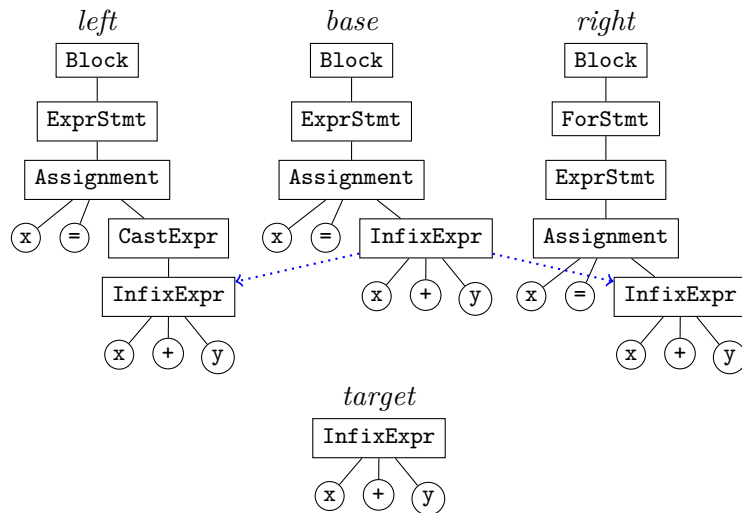 left base right
Block Block Block
ExprStmt ExprStmt ForStmt
Assignment Assignment ExprStmt
x = CastExpr x = InfixExpr Assignment
InfixExpr x + y x = InfixExpr
x + y x + y
target
InfixExpr
x + y